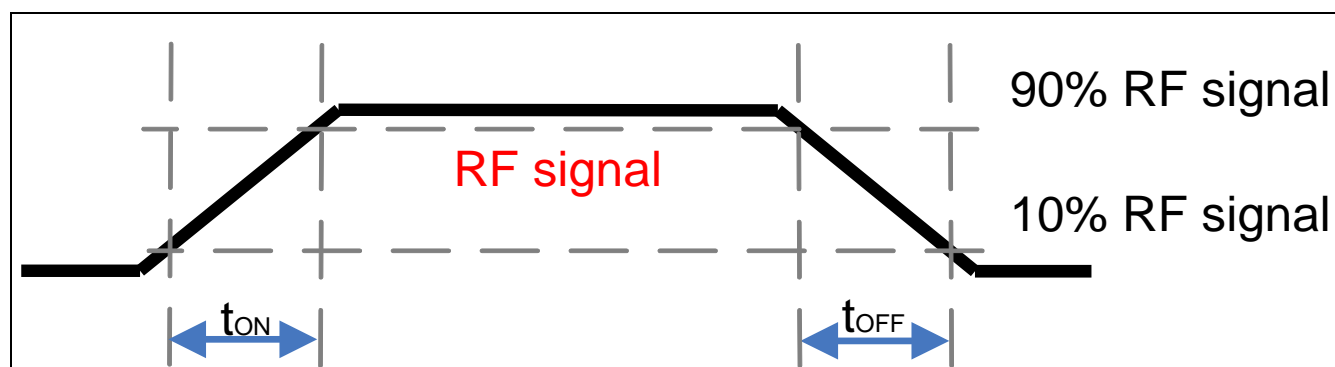 90% RF signal
RF signal
10% RF signal
tON
tOFF